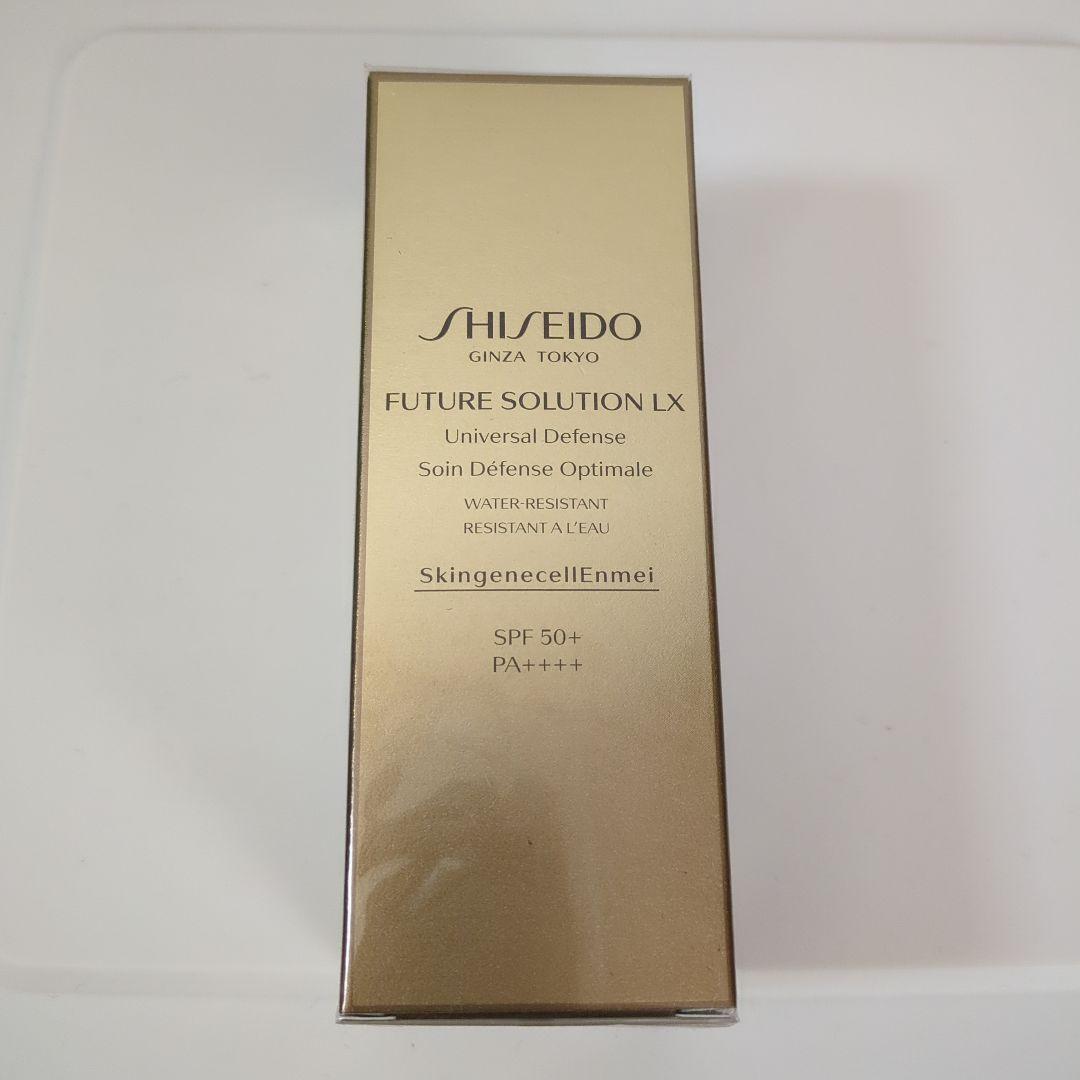 SHISEIDO
GINZA TOKYO
FUTURE SOLUTION LX
Universal Defense
Soin Défense Optimale
WATER-RESISTANT
RESISTANT A L'EAU
SkingenecellEnmei
SPF 50+
PA++++